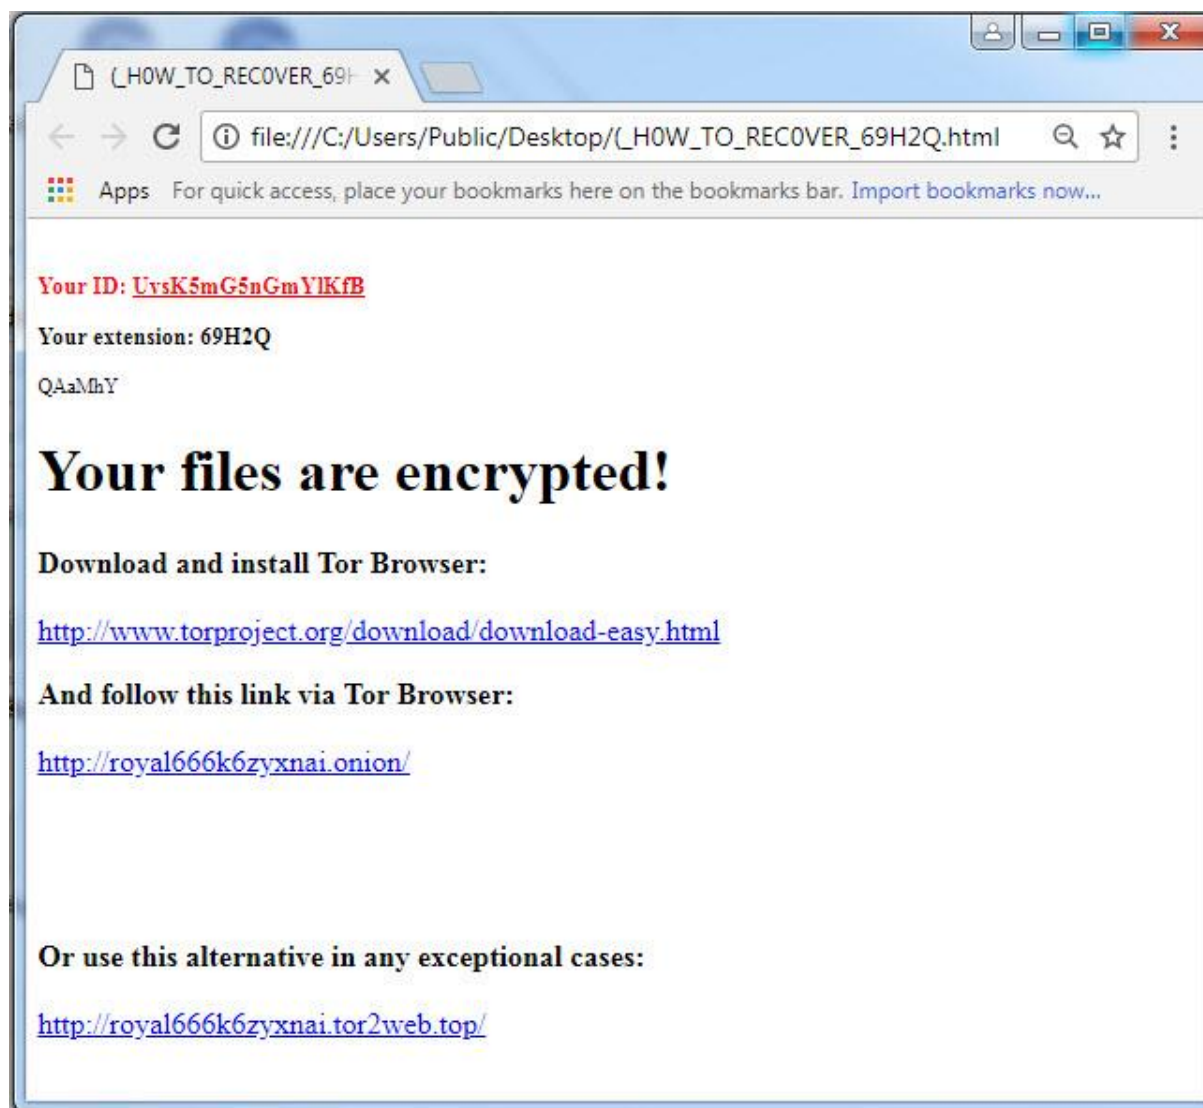 (_H0W_TO_REC0VER_69H
file:///C:/Users/Public/Desktop/(_H0W_TO_REC0VER_69H2Q.html
Apps For quick access, place your bookmarks here on the bookmarks bar. Import bookmarks now...
Your ID: UvsK5mG5nGmYlKfB
Your extension: 69H2Q
QAaMhY
Your files are encrypted!
Download and install Tor Browser:
http://www.torproject.org/download/download-easy.html
And follow this link via Tor Browser:
http://royal666k6zyxnai.onion/
Or use this alternative in any exceptional cases:
http://royal666k6zyxnai.tor2web.top/